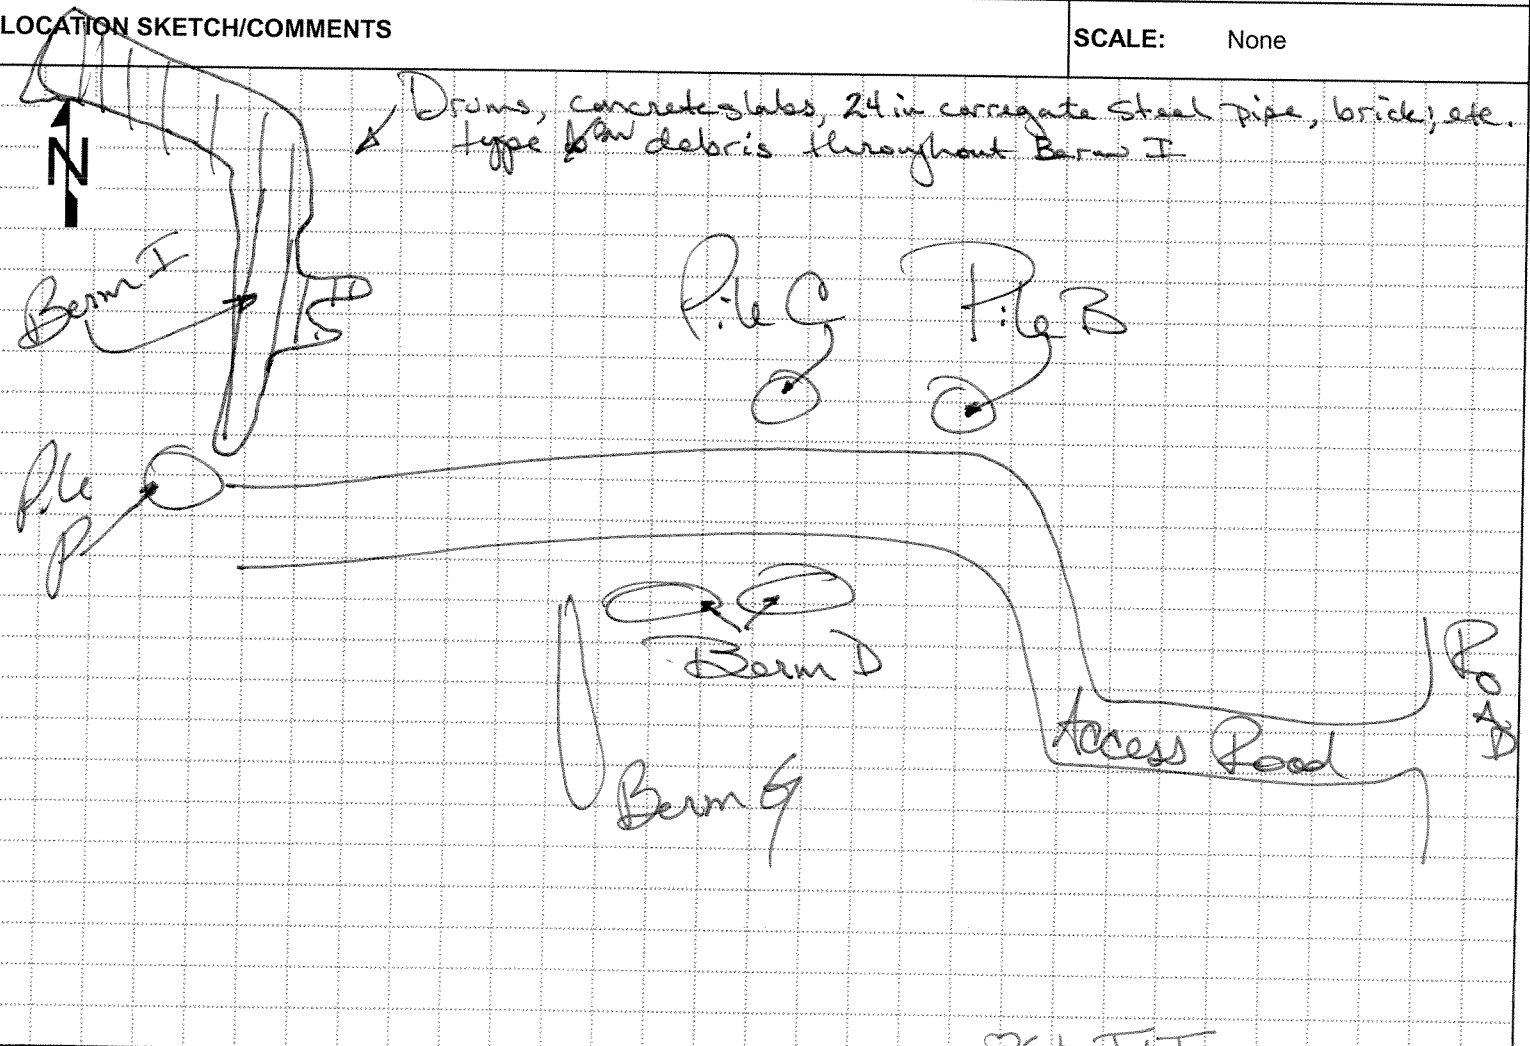 LOCATION SKETCH/COMMENTS
SCALE: None
Drums, concrete slabs, 24 in corregate steel pipe, brick, etc.
type debris throughout Berm I
N
Berm I
Pile C
Pile B
Pile
P
Berm D
ROAD
Access Road
Berm G